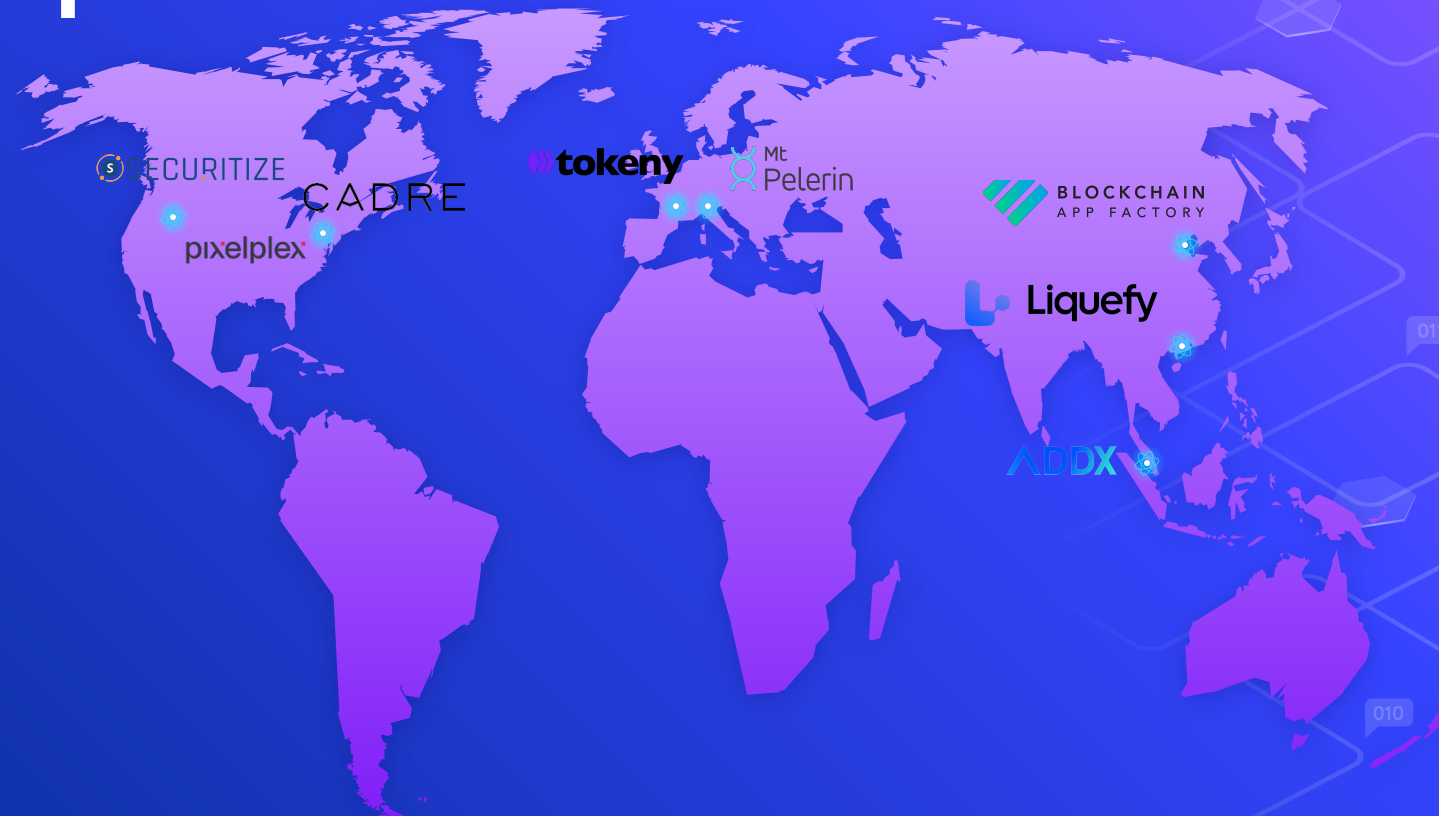 SECURITIZE
CADRE
pixelplex
tokeny
Mt
Pelerin
BLOCKCHAIN
APP FACTORY
Liquefy
ADDX
010